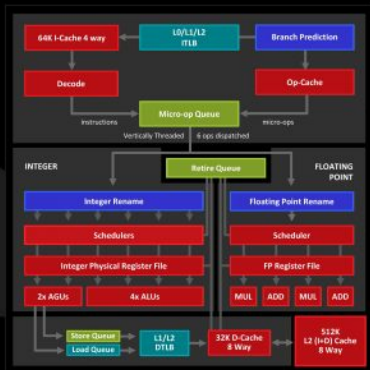 L0/L1/L2
ITLB
64K I-Cache 4 way
Branch Prediction
Decode
Op-Cache
Micro-op Queue
instructions
micro-ops
Vertically Threaded
6 ops dispatched
INTEGER
Retire Queue
FLOATING
POINT
Integer Rename
Floating Point Rename
Schedulers
Scheduler
Integer Physical Register File
FP Register File
2x AGUs
4x ALUs
MUL
ADD
MUL
ADD
Store Queue
Load Queue
L1/L2
DTLB
32K D-Cache
8 Way
512K
L2 (I+D) Cache
8 Way